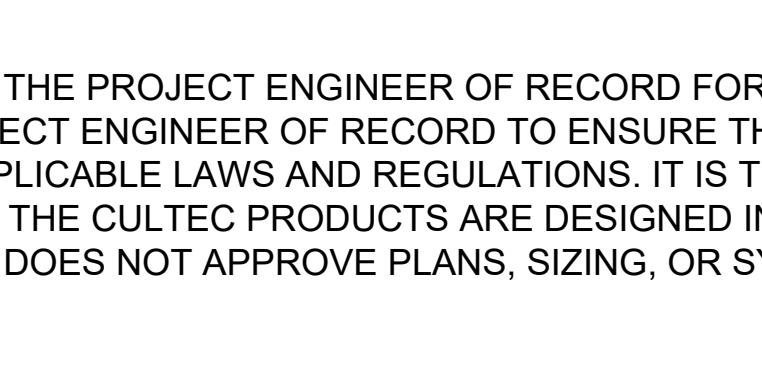 THE PROJECT ENGINEER OF RECORD FOR
ECT ENGINEER OF RECORD TO ENSURE TH
PLICABLE LAWS AND REGULATIONS. IT IS T
THE CULTEC PRODUCTS ARE DESIGNED IN
DOES NOT APPROVE PLANS, SIZING, OR SY